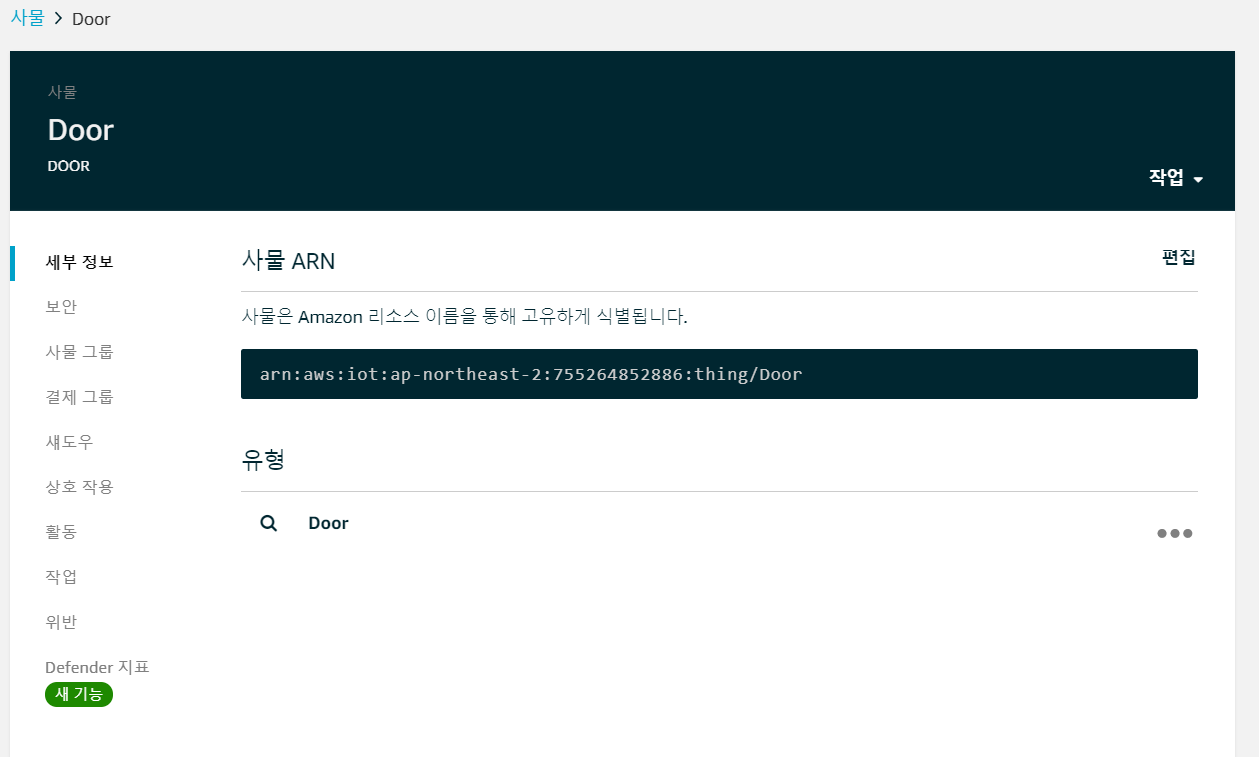 사물 > Door
사물
Door
DOOR
작업
세부 정보
보안
사물 그룹
결제 그룹
섀도우
상호 작용
활동
작업
위반
Defender 지표
새 기능
사물 ARN
편집
사물은 Amazon 리소스 이름을 통해 고유하게 식별됩니다.
arn:aws:iot:ap-northeast-2:755264852886:thing/Door
유형
Door